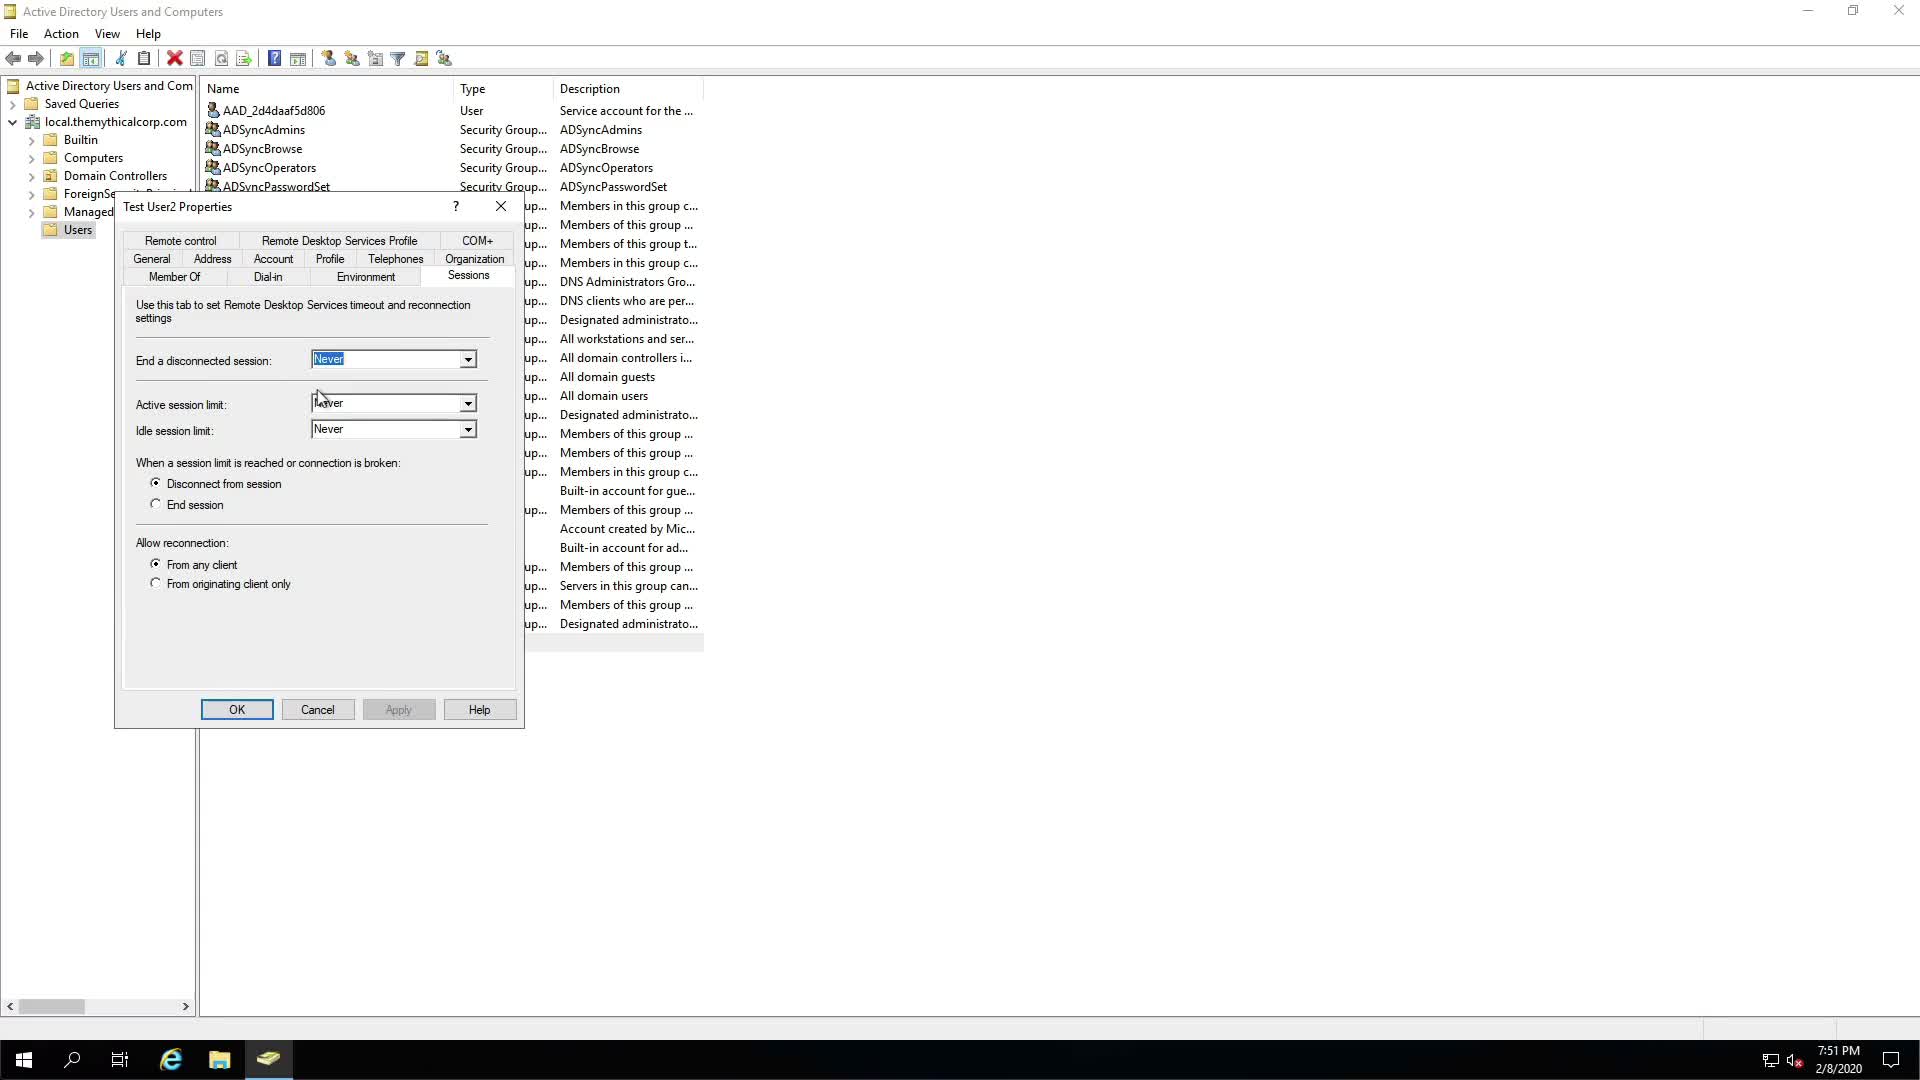 Active Directory Users and Computers
File Action View Help
Active Directory Users and Com
Saved Queries
local.themythicalcorp.com
Builtin
Computers
Domain Controllers
Managed
Users
Name Type Description
AAD_2d4daaf5d806 User Service account for the ...
ADSyncAdmins Security Group... ADSyncAdmins
ADSyncBrowse Security Group... ADSyncBrowse
ADSyncOperators Security Group... ADSyncOperators
ADSyncPasswordSet Security Group... ADSyncPasswordSet
up... Members in this group c...
up... Members of this group ...
up... Members of this group t...
up... Members in this group c...
up... DNS Administrators Gro...
up... DNS clients who are per...
up... Designated administrato...
up... All workstations and ser...
up... All domain controllers i...
up... All domain guests
up... All domain users
up... Designated administrato...
up... Members of this group ...
up... Members of this group ...
up... Members in this group c...
Built-in account for gue...
up... Members of this group ...
Account created by Mic...
Built-in account for ad...
up... Members of this group ...
up... Servers in this group can...
up... Members of this group ...
up... Designated administrato...
Test User2 Properties ?
Remote control Remote Desktop Services Profile COM+
General Address Account Profile Telephones Organization
Member Of Dial-in Environment Sessions
Use this tab to set Remote Desktop Services timeout and reconnection
settings
End a disconnected session: Never
Active session limit: Never
Idle session limit: Never
When a session limit is reached or connection is broken:
Disconnect from session
End session
Allow reconnection:
From any client
From originating client only
OK Cancel Apply Help
7:51 PM
2/8/2020